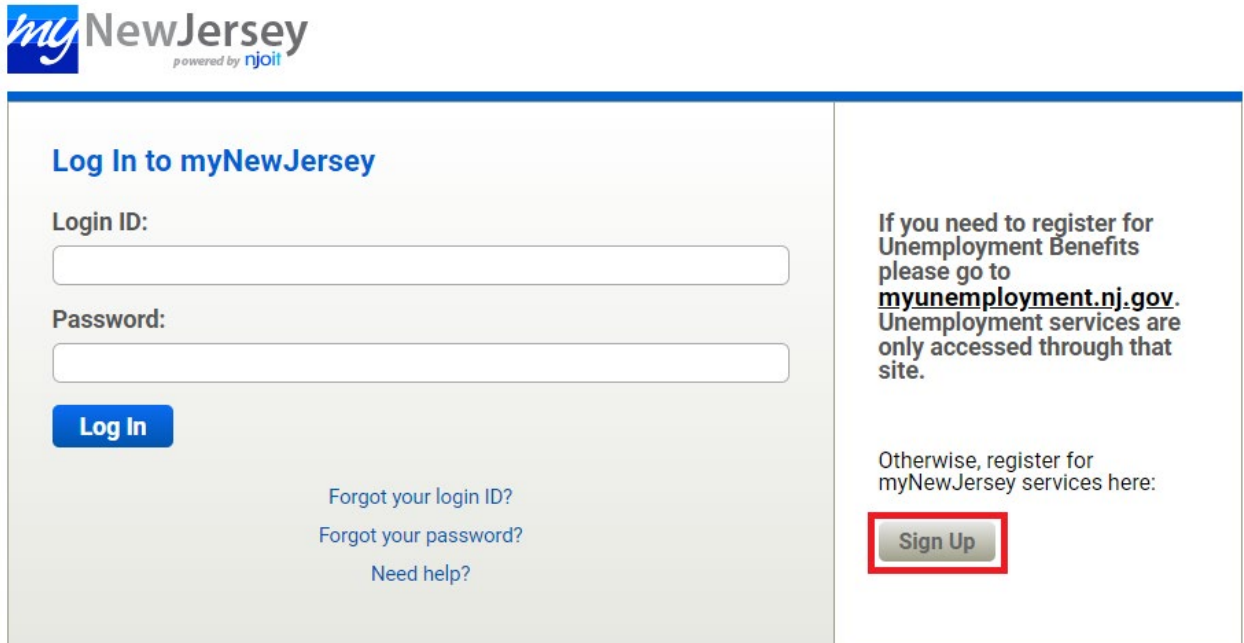 my NewJersey
powered by njoit
Log In to myNewJersey
Login ID:
Password:
Log In
Forgot your login ID?
Forgot your password?
Need help?
If you need to register for
Unemployment Benefits
please go to
myunemployment.nj.gov.
Unemployment services are
only accessed through that
site.
Otherwise, register for
myNewJersey services here:
Sign Up